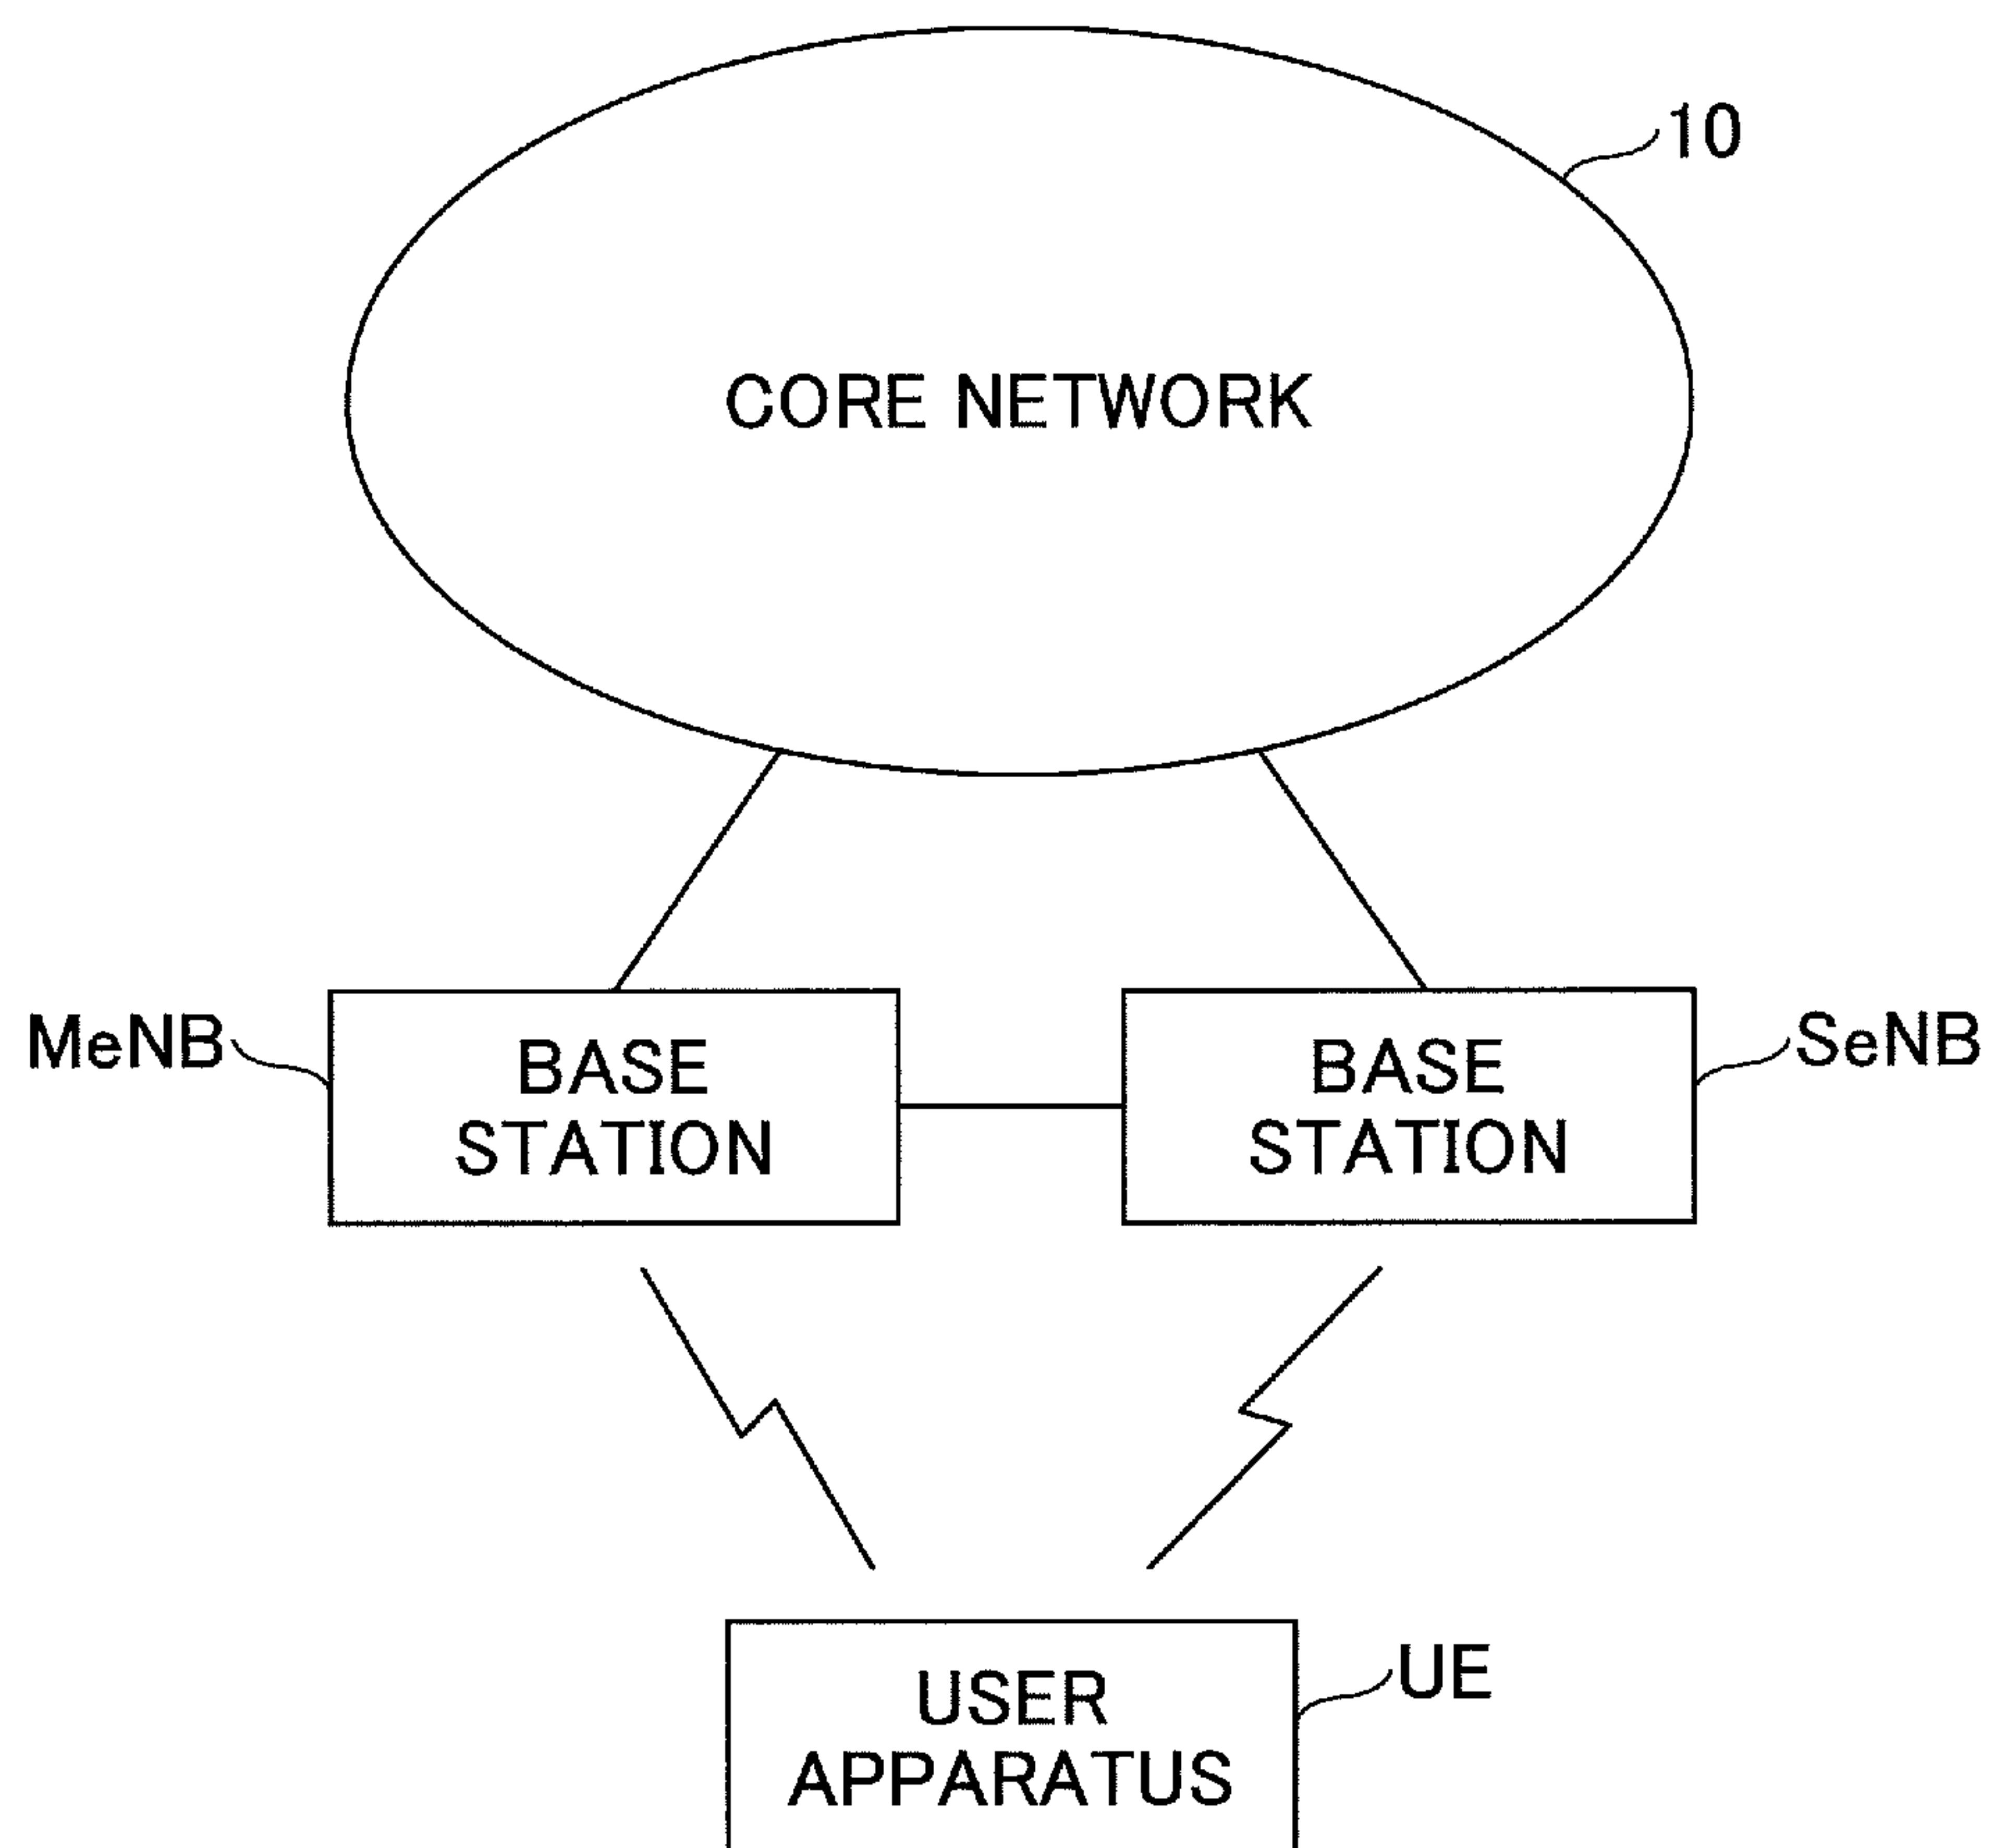 10
CORE NETWORK
MeNB
BASE
STATION
BASE
STATION
SeNB
USER
APPARATUS
UE